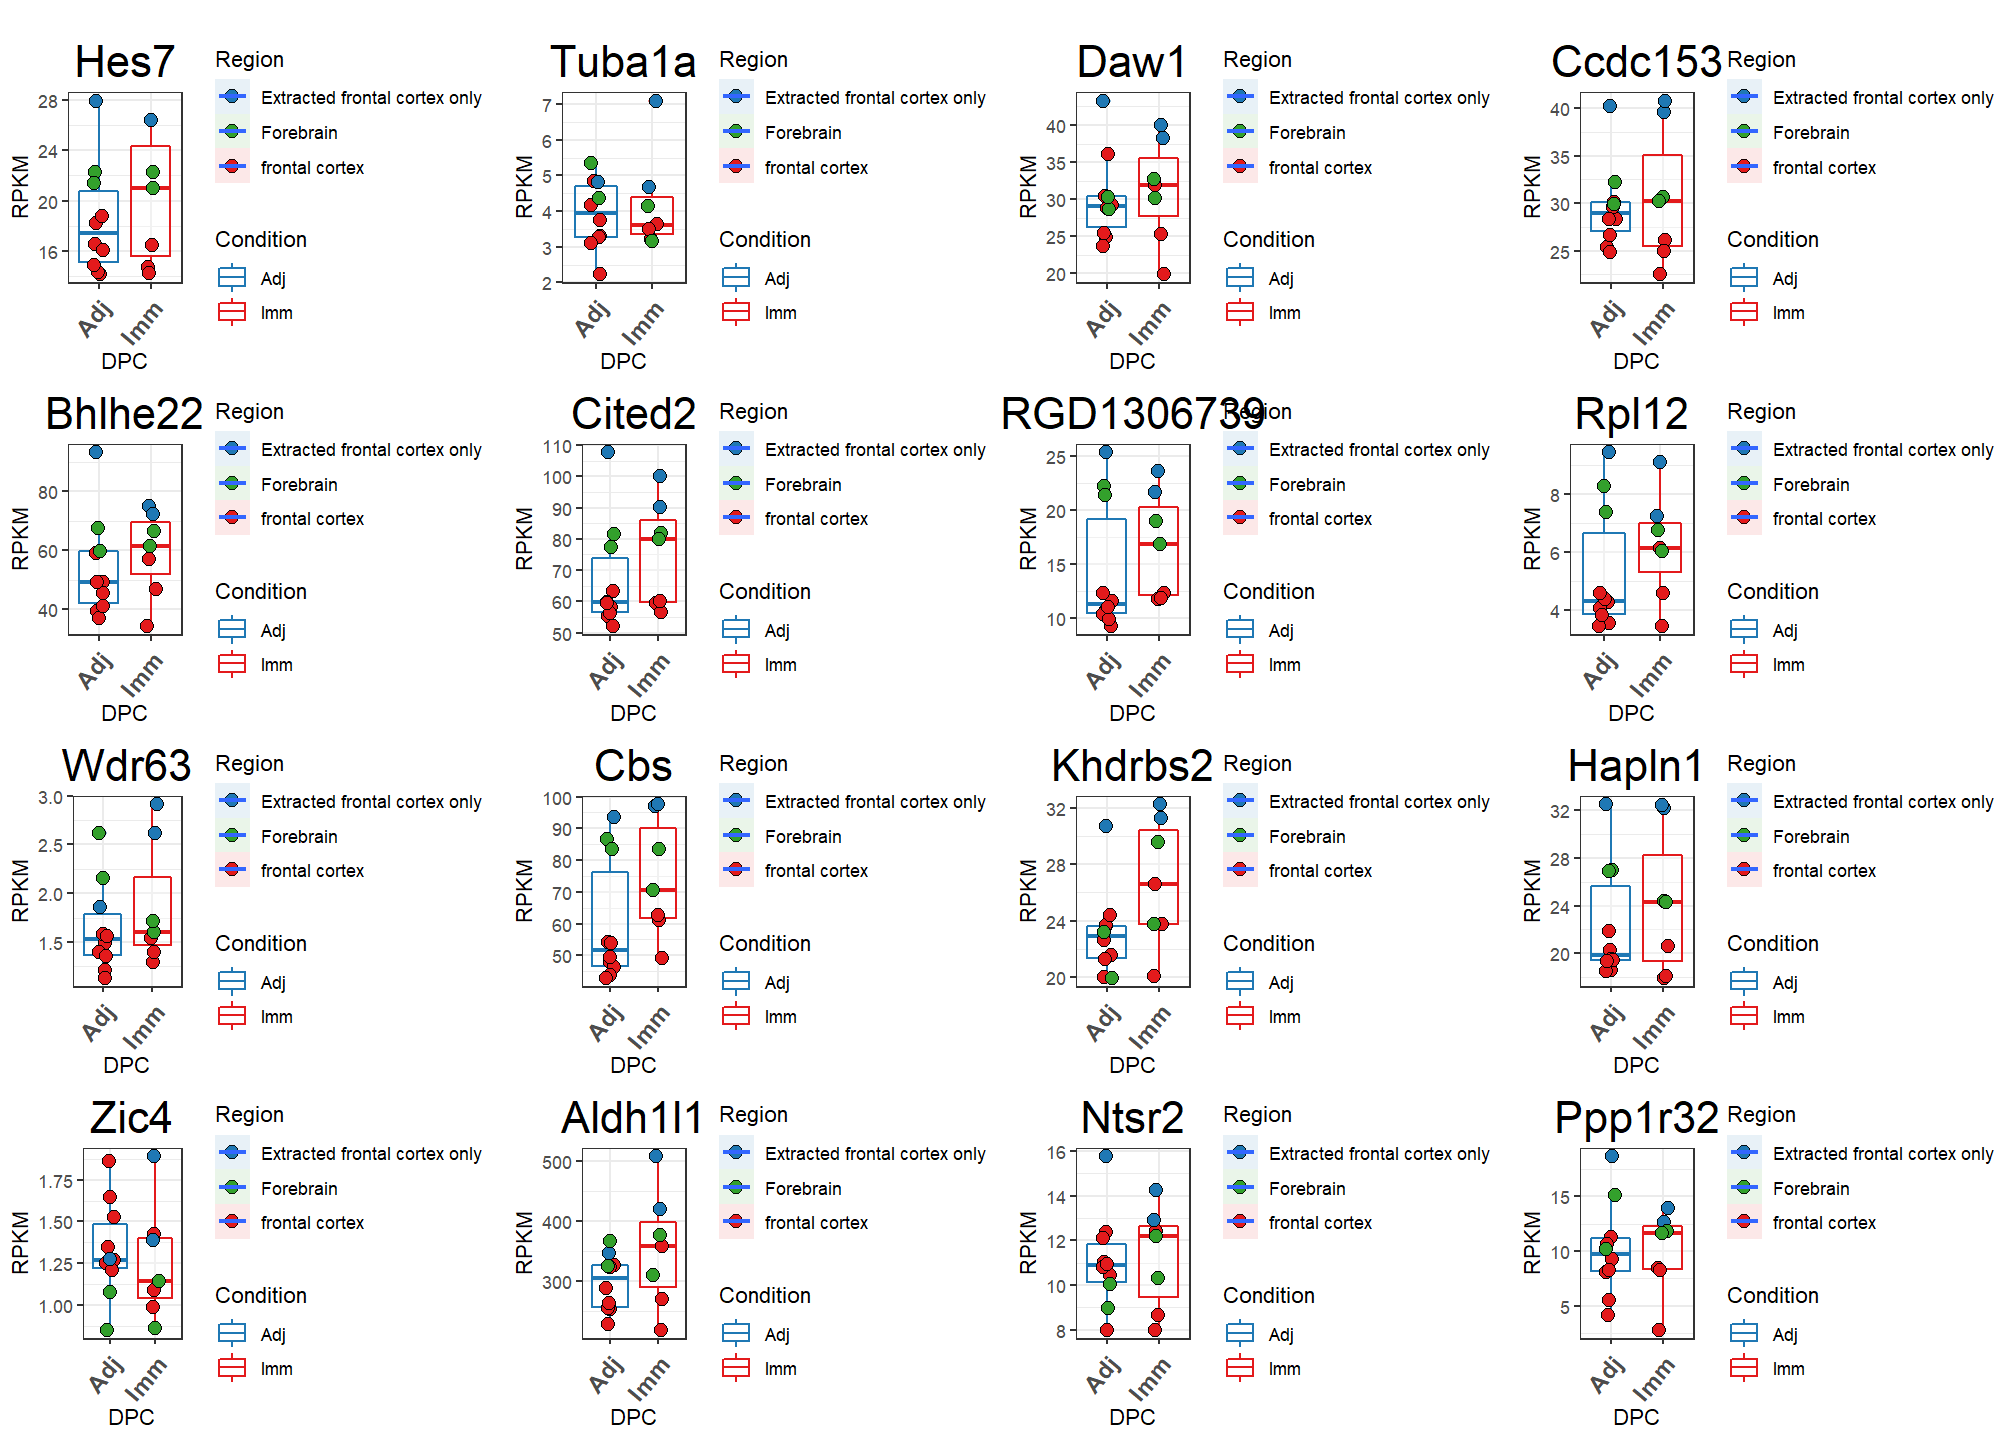 Hes7
Region
Extracted frontal cortex only
Forebrain
frontal cortex
Condition
Adj
Imm
RPKM
28
24
20
16
Adj
Imm
DPC
Tuba1a
Region
Extracted frontal cortex only
Forebrain
frontal cortex
Condition
Adj
Imm
RPKM
7
6
5
4
3
2
Adj
Imm
DPC
Daw1
Region
Extracted frontal cortex only
Forebrain
frontal cortex
Condition
Adj
Imm
RPKM
40
35
30
25
20
Adj
Imm
DPC
Ccdc153
Region
Extracted frontal cortex only
Forebrain
frontal cortex
Condition
Adj
Imm
RPKM
40
35
30
25
Adj
Imm
DPC
Bhlhe22
Region
Extracted frontal cortex only
Forebrain
frontal cortex
Condition
Adj
Imm
RPKM
80
60
40
Adj
Imm
DPC
Cited2
Region
Extracted frontal cortex only
Forebrain
frontal cortex
Condition
Adj
Imm
RPKM
110
100
90
80
70
60
50
Adj
Imm
DPC
RGD1306739
Region
Extracted frontal cortex only
Forebrain
frontal cortex
Condition
Adj
Imm
RPKM
25
20
15
10
Adj
Imm
DPC
Rpl12
Region
Extracted frontal cortex only
Forebrain
frontal cortex
Condition
Adj
Imm
RPKM
8
6
4
Adj
Imm
DPC
Wdr63
Region
Extracted frontal cortex only
Forebrain
frontal cortex
Condition
Adj
Imm
RPKM
3.0
2.5
2.0
1.5
Adj
Imm
DPC
Cbs
Region
Extracted frontal cortex only
Forebrain
frontal cortex
Condition
Adj
Imm
RPKM
100
90
80
70
60
50
Adj
Imm
DPC
Khdrbs2
Region
Extracted frontal cortex only
Forebrain
frontal cortex
Condition
Adj
Imm
RPKM
32
28
24
20
Adj
Imm
DPC
Hapln1
Region
Extracted frontal cortex only
Forebrain
frontal cortex
Condition
Adj
Imm
RPKM
32
28
24
20
Adj
Imm
DPC
Zic4
Region
Extracted frontal cortex only
Forebrain
frontal cortex
Condition
Adj
Imm
RPKM
1.75
1.50
1.25
1.00
Adj
Imm
DPC
Aldh1l1
Region
Extracted frontal cortex only
Forebrain
frontal cortex
Condition
Adj
Imm
RPKM
500
400
300
Adj
Imm
DPC
Ntsr2
Region
Extracted frontal cortex only
Forebrain
frontal cortex
Condition
Adj
Imm
RPKM
16
14
12
10
8
Adj
Imm
DPC
Ppp1r32
Region
Extracted frontal cortex only
Forebrain
frontal cortex
Condition
Adj
Imm
RPKM
15
10
5
Adj
Imm
DPC